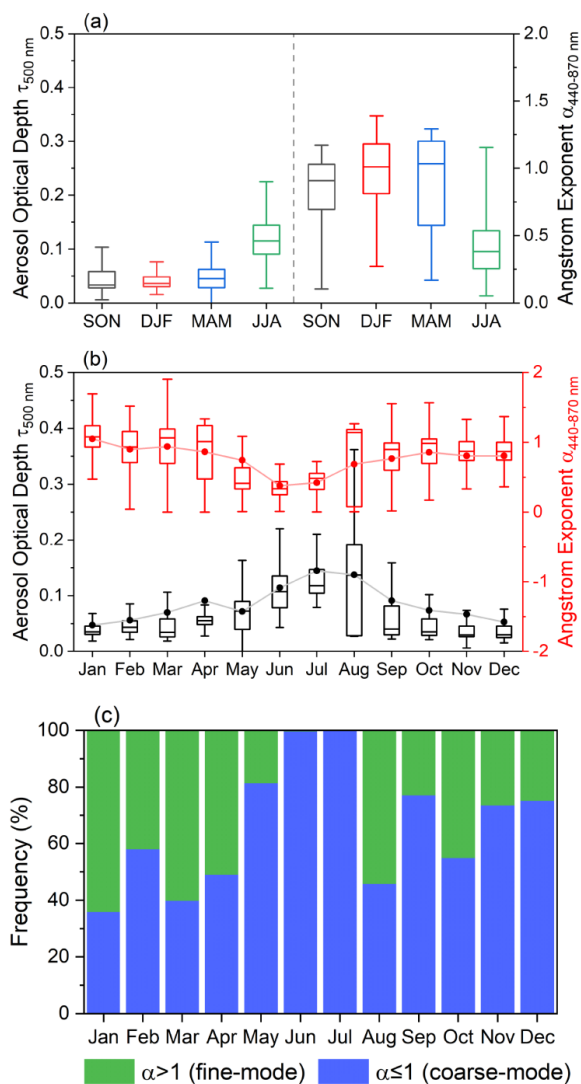 (a)
Aerosol Optical Depth τ500 nm
0.5
0.4
0.3
0.2
0.1
0.0
2.0
1.5
1.0
0.5
0.0
Angstrom Exponent α440-870 nm
SON DJF MAM JJA SON DJF MAM JJA
(b)
Aerosol Optical Depth τ500 nm
0.5
0.4
0.3
0.2
0.1
0.0
2
1
0
-1
-2
Angstrom Exponent α440-870 nm
Jan Feb Mar Apr May Jun Jul Aug Sep Oct Nov Dec
(c)
Frequency (%)
100
80
60
40
20
0
Jan Feb Mar Apr May Jun Jul Aug Sep Oct Nov Dec
α>1 (fine-mode) α≤1 (coarse-mode)